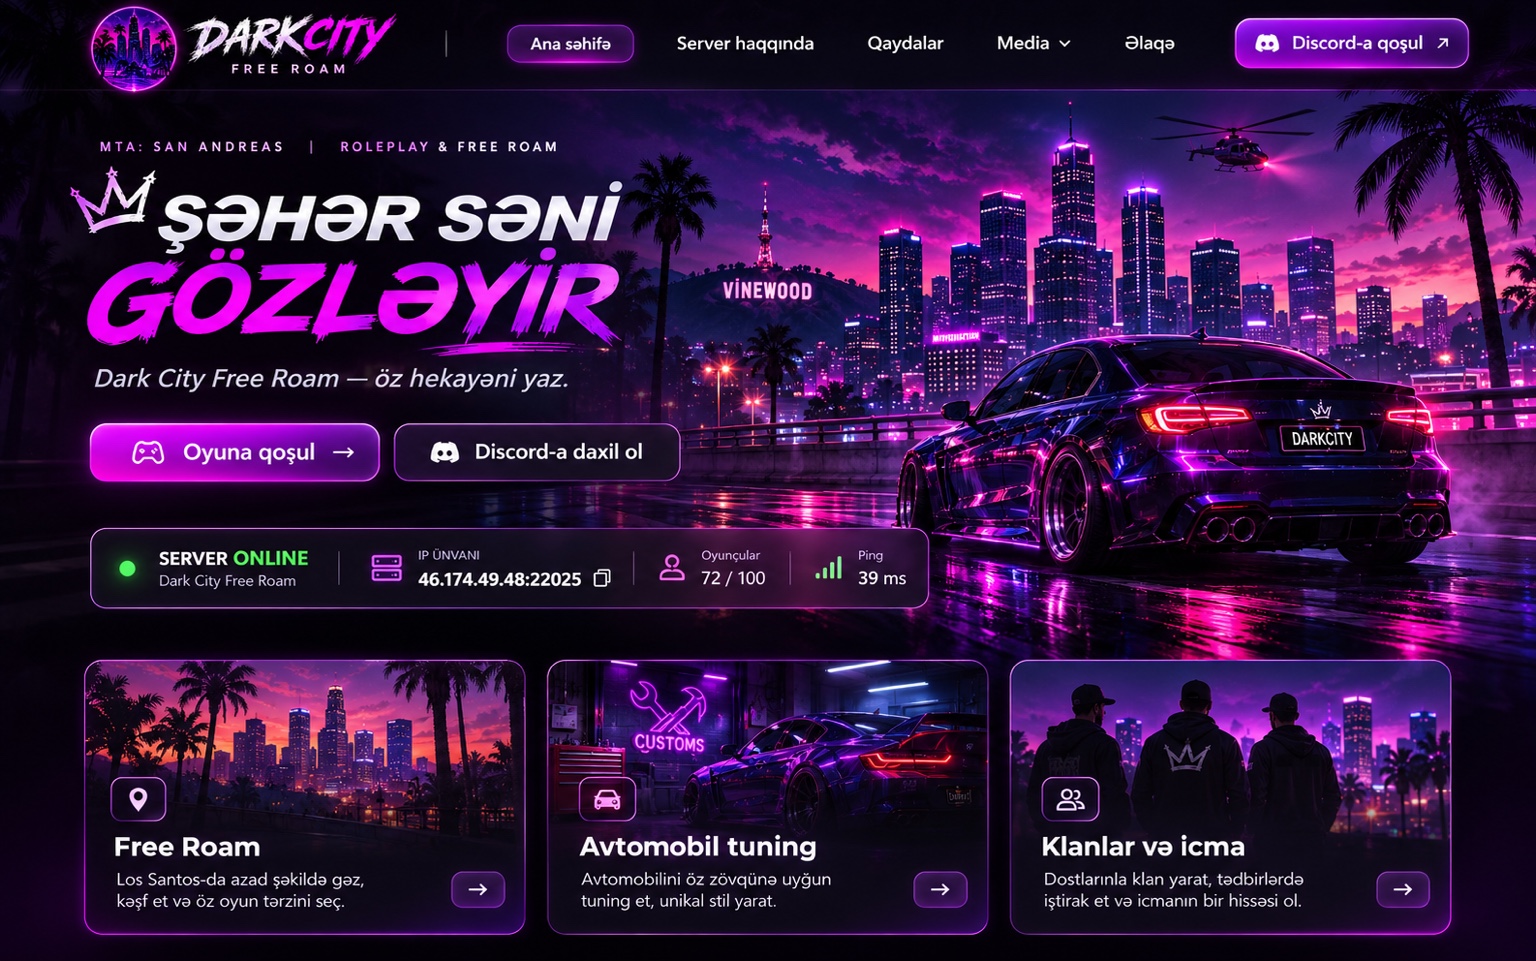 DARKCITY
FREE ROAM
Ana səhifə
Server haqqında
Qaydalar
Media
Əlaqə
Discord-a qoşul
MTA: SAN ANDREAS | ROLEPLAY & FREE ROAM
ŞƏHƏR SƏNİ
GÖZLƏYİR
Dark City Free Roam — öz hekayəni yaz.
VİNEWOOD
DARKCITY
Oyuna qoşul →
Discord-a daxil ol
SERVER ONLINE
Dark City Free Roam
IP ÜNVANI
46.174.49.48:22025
Oyunçular
72 / 100
Ping
39 ms
CUSTOMS
Free Roam
Los Santos-da azad şəkildə gəz,
kəşf et və öz oyun tərzini seç.
Avtomobil tuning
Avtomobilini öz zövqünə uyğun
tuning et, unikal stil yarat.
Klanlar və icma
Dostlarınla klan yarat, tədbirlərdə
iştirak et və icmanın bir hissəsi ol.